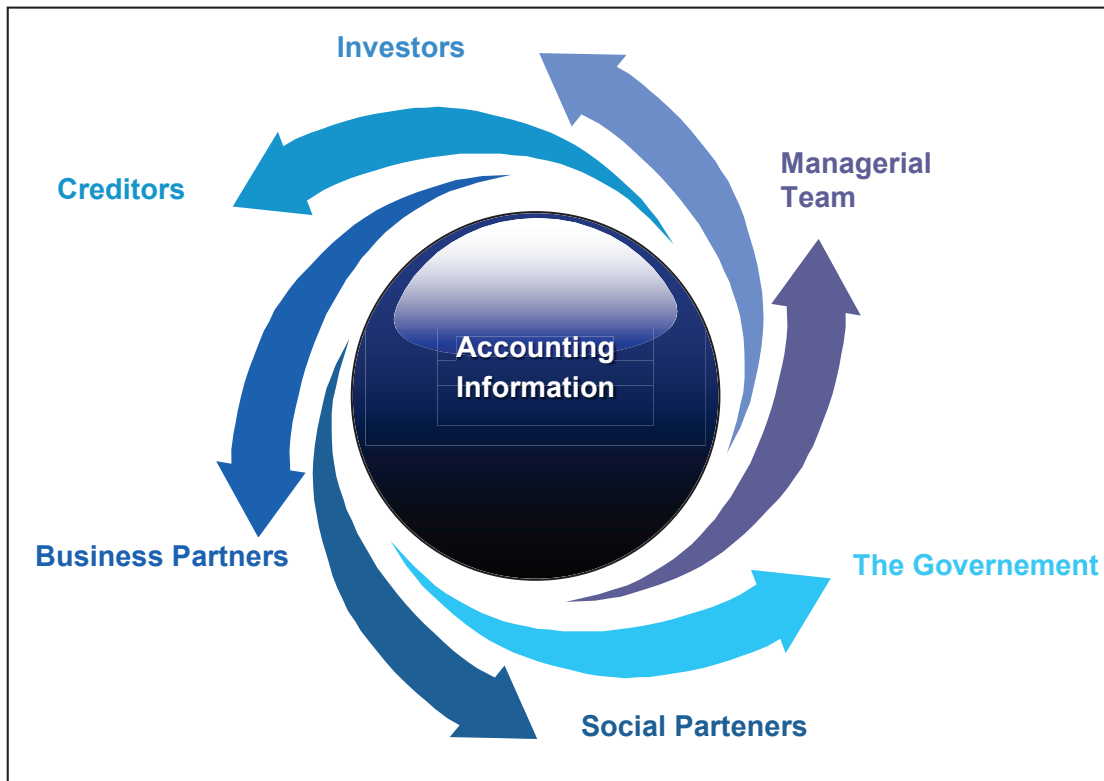 Investors
Creditors
Managerial
Team
Accounting
Information
Business Partners
The Governement
Social Parteners